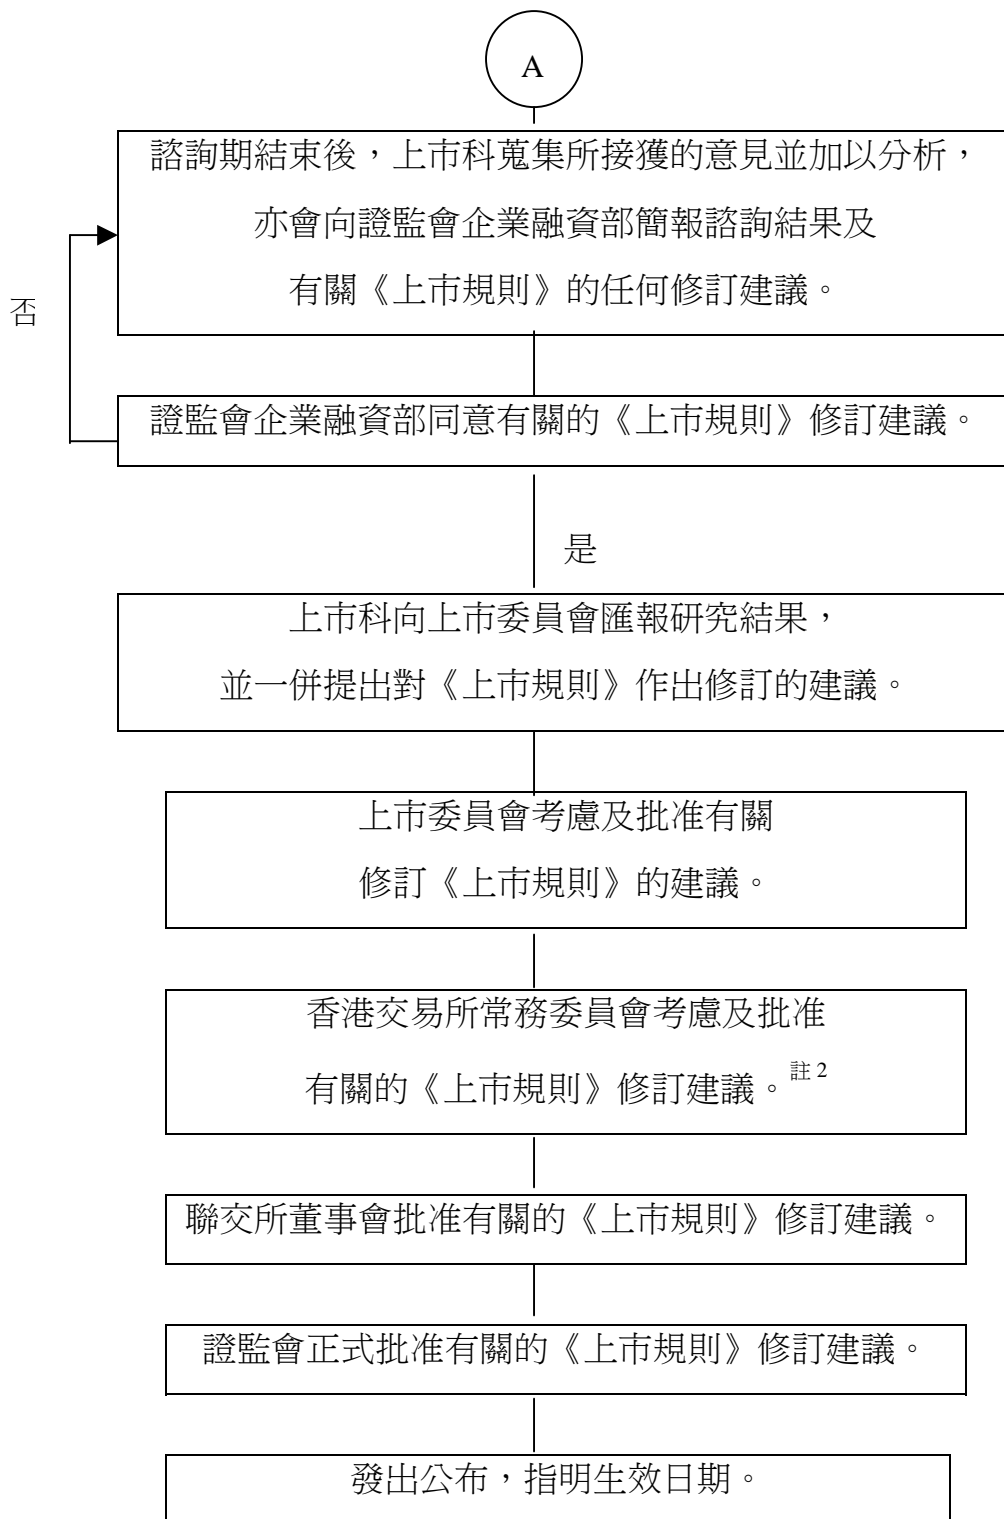 A
諮詢期結束後，上市科蒐集所接獲的意見並加以分析，
亦會向證監會企業融資部簡報諮詢結果及
有關《上市規則》的任何修訂建議。
否
證監會企業融資部同意有關的《上市規則》修訂建議。
是
上市科向上市委員會匯報研究結果，
並一併提出對《上市規則》作出修訂的建議。
上市委員會考慮及批准有關
修訂《上市規則》的建議。
香港交易所常務委員會考慮及批准
有關的《上市規則》修訂建議。註 2
聯交所董事會批准有關的《上市規則》修訂建議。
證監會正式批准有關的《上市規則》修訂建議。
發出公布，指明生效日期。